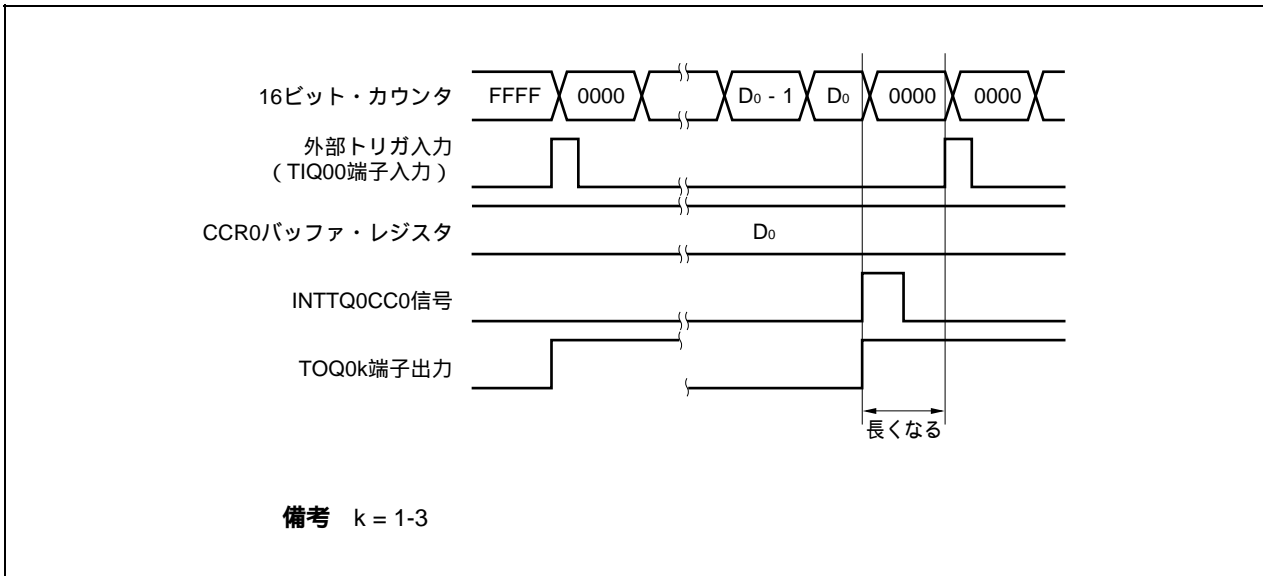 16ビット・カウンタ FFFF 0000 D0 - 1 D0 0000 0000
外部トリガ入力
（TIQ00端子入力）
CCR0バッファ・レジスタ D0
INTTQ0CC0信号
TOQ0k端子出力
長くなる
備考 k = 1-3